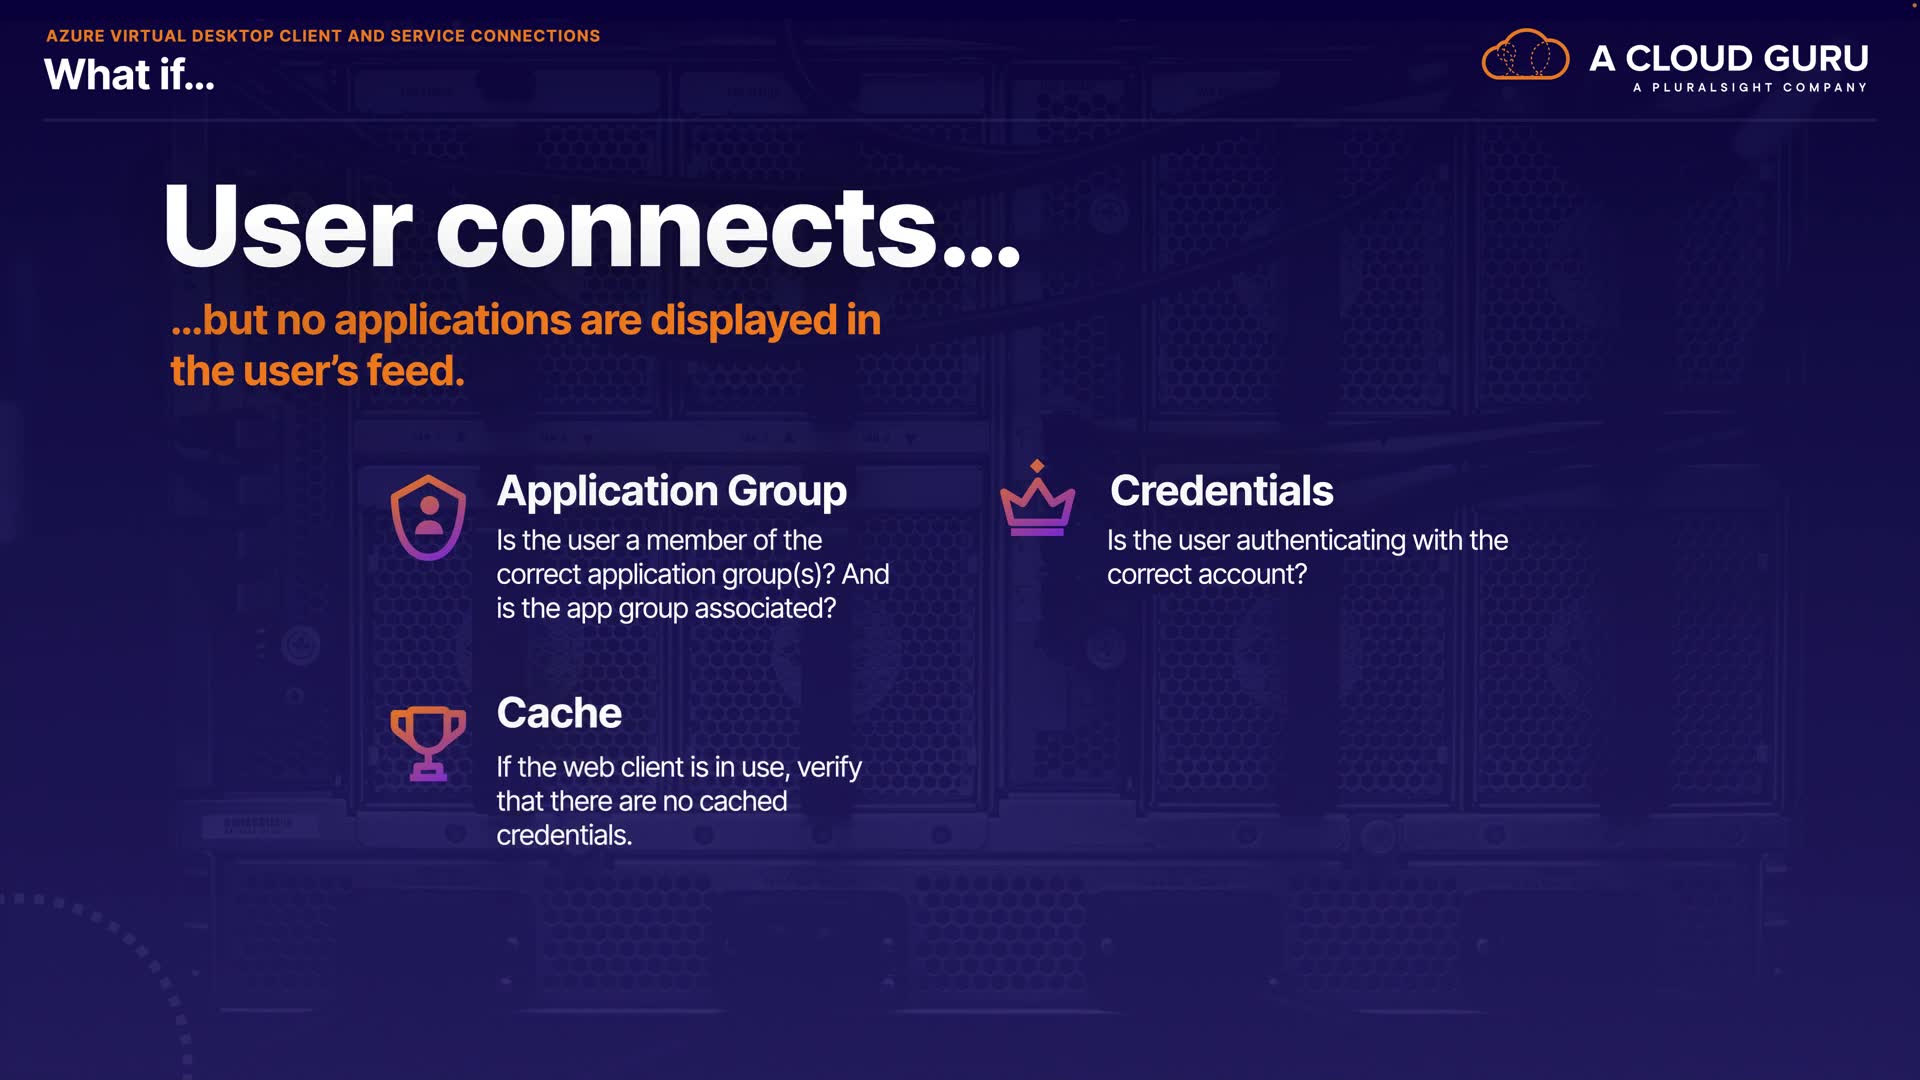 AZURE VIRTUAL DESKTOP CLIENT AND SERVICE CONNECTIONS
What if...
A CLOUD GURU
A PLURALSIGHT COMPANY
User connects...
...but no applications are displayed in
the user’s feed.
Application Group
Is the user a member of the
correct application group(s)? And
is the app group associated?
Credentials
Is the user authenticating with the
correct account?
Cache
If the web client is in use, verify
that there are no cached
credentials.